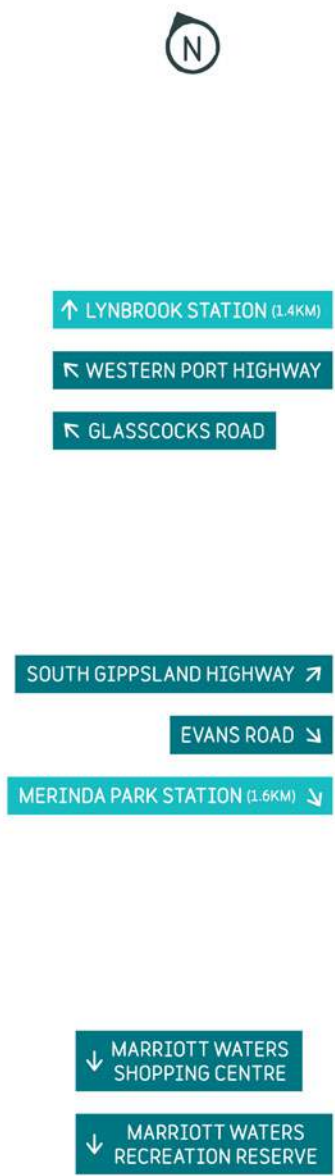 N
↑ LYNBROOK STATION (1.4KM)
↖ WESTERN PORT HIGHWAY
↖ GLASSCOCKS ROAD
SOUTH GIPPSLAND HIGHWAY ↗
EVANS ROAD ↘
MERINDA PARK STATION (1.6KM) ↘
↓ MARRIOTT WATERS
SHOPPING CENTRE
↓ MARRIOTT WATERS
RECREATION RESERVE